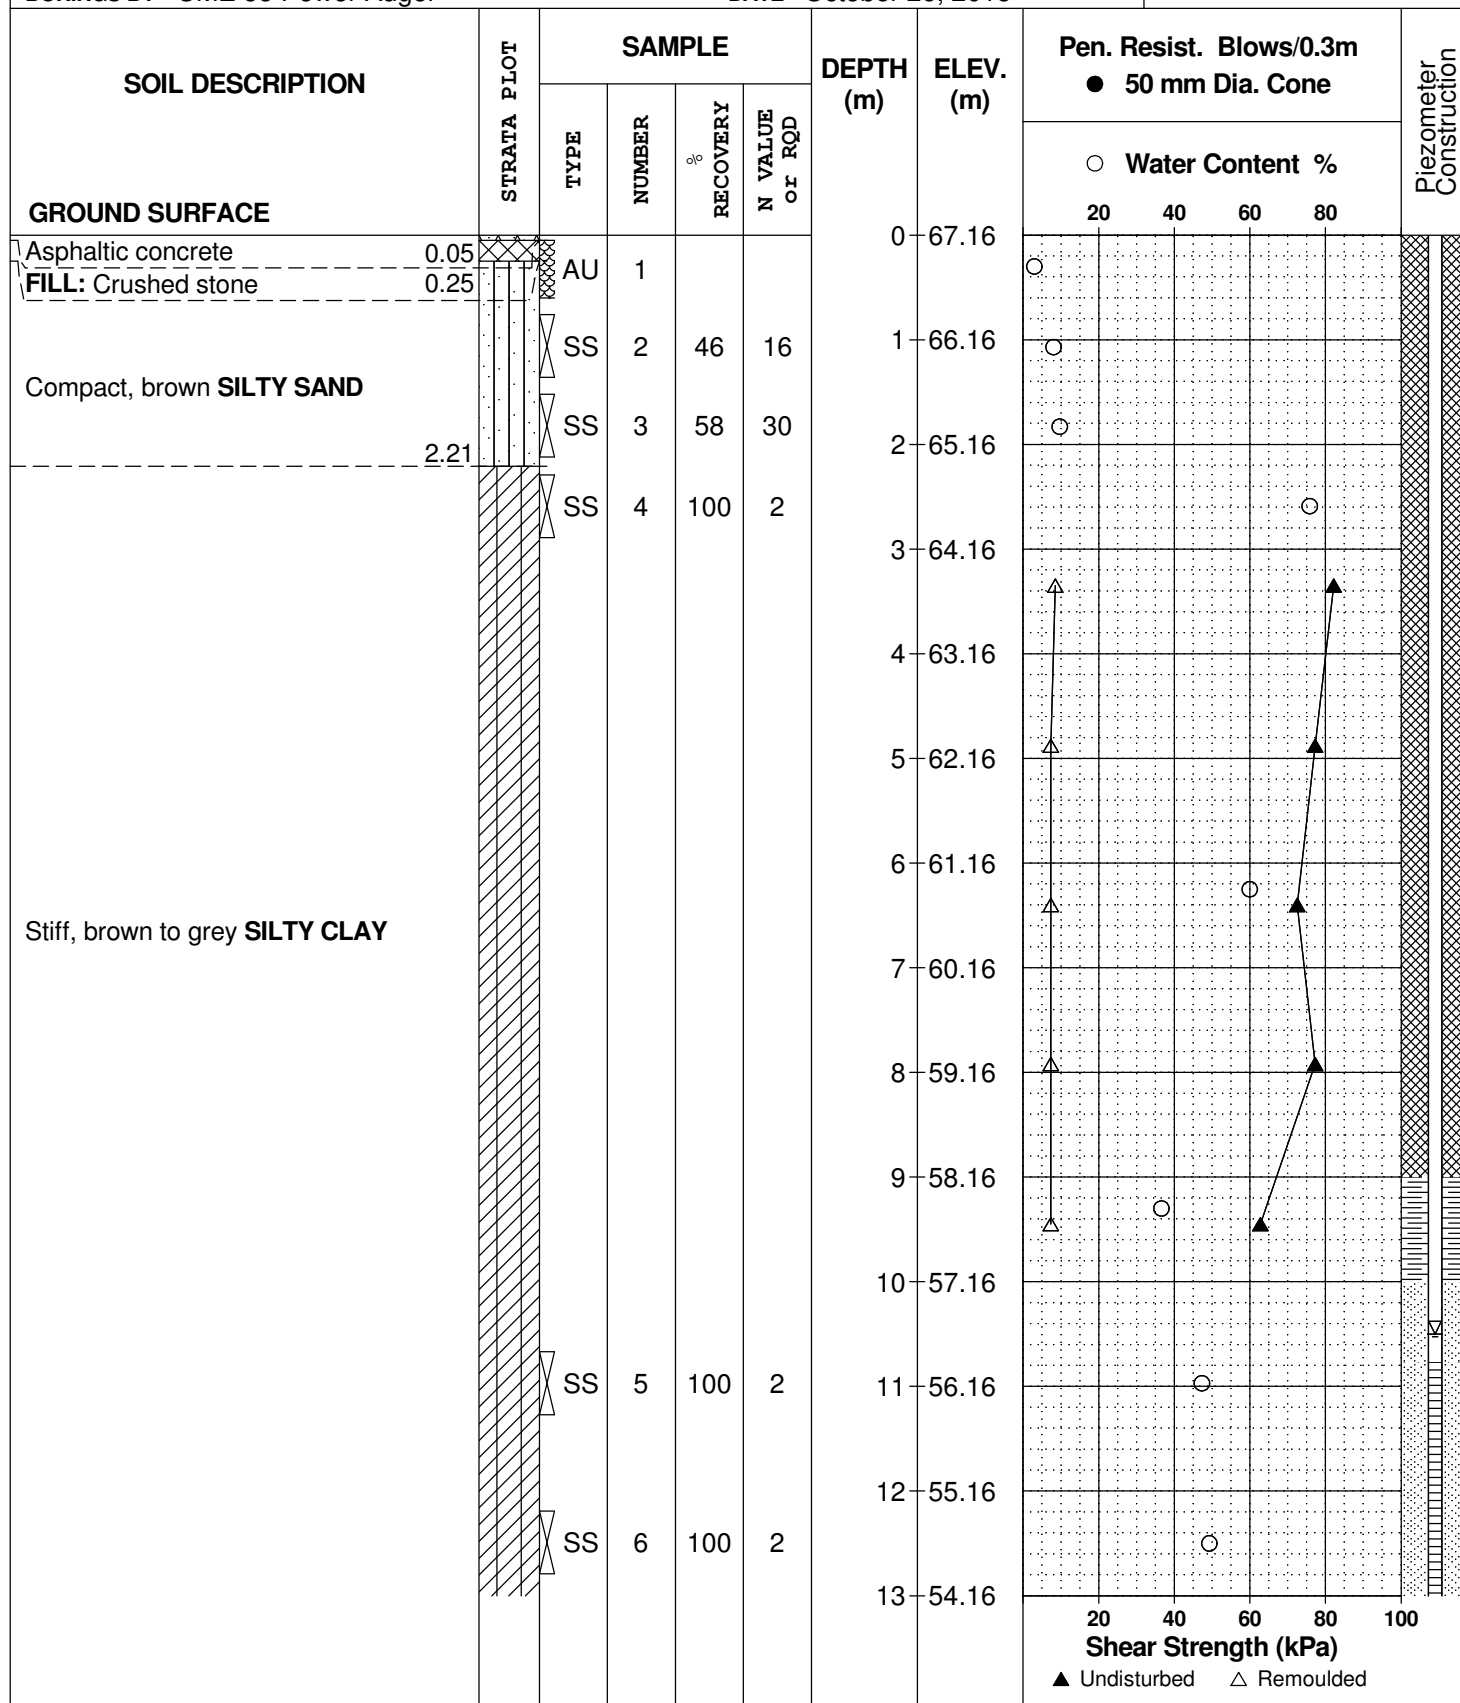 SOIL DESCRIPTION
GROUND SURFACE
STRATA PLOT
SAMPLE
TYPE
NUMBER
% RECOVERY
N VALUE or RQD
DEPTH (m)
ELEV. (m)
Pen. Resist. Blows/0.3m
● 50 mm Dia. Cone
○ Water Content %
20 40 60 80
Piezometer Construction
Asphaltic concrete 0.05
FILL: Crushed stone 0.25
Compact, brown SILTY SAND
2.21
Stiff, brown to grey SILTY CLAY
AU 1
SS 2 46 16
SS 3 58 30
SS 4 100 2
SS 5 100 2
SS 6 100 2
0 67.16
1 66.16
2 65.16
3 64.16
4 63.16
5 62.16
6 61.16
7 60.16
8 59.16
9 58.16
10 57.16
11 56.16
12 55.16
13 54.16
20 40 60 80 100
Shear Strength (kPa)
▲ Undisturbed △ Remoulded